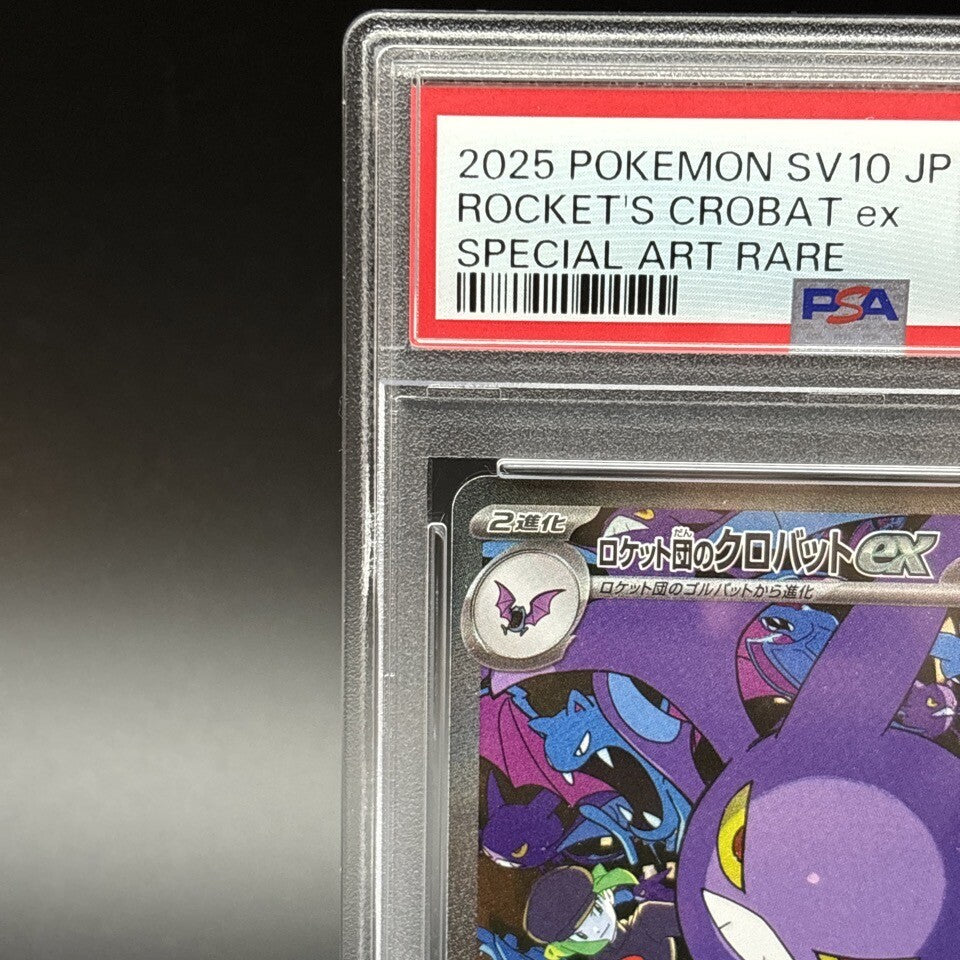 2025 POKEMON SV10 JP
ROCKET'S CROBAT ex
SPECIAL ART RARE
PSA
2進化
だん
ロケット団のクロバットex
ロケット団のゴルバットから進化